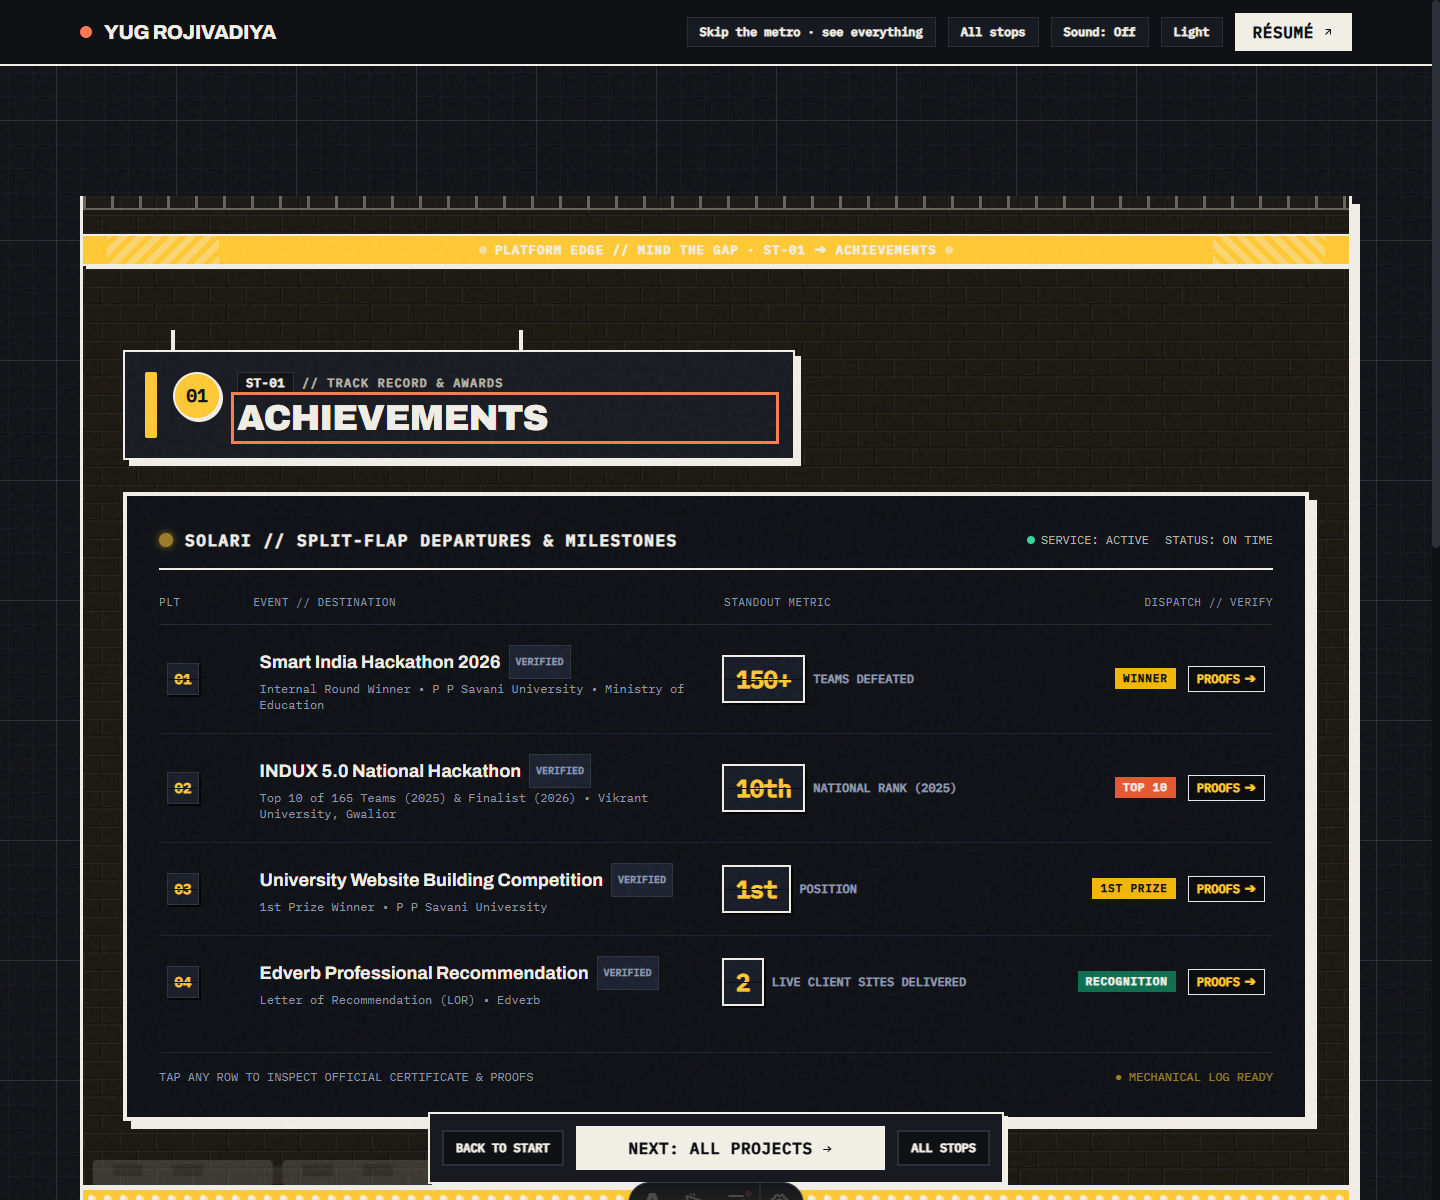 YUG ROJIVADIYA
Skip the metro · see everything
All stops
Sound: Off
Light
RÉSUMÉ ↗
PLATFORM EDGE // MIND THE GAP · ST-01 ➔ ACHIEVEMENTS
01
ST-01 // TRACK RECORD & AWARDS
ACHIEVEMENTS
SOLARI // SPLIT-FLAP DEPARTURES & MILESTONES
SERVICE: ACTIVE STATUS: ON TIME
PLT EVENT // DESTINATION STANDOUT METRIC DISPATCH // VERIFY
01
Smart India Hackathon 2026 VERIFIED
Internal Round Winner • P P Savani University • Ministry of
Education
150+ TEAMS DEFEATED
WINNER PROOFS ➔
02
INDUX 5.0 National Hackathon VERIFIED
Top 10 of 165 Teams (2025) & Finalist (2026) • Vikrant
University, Gwalior
10th NATIONAL RANK (2025)
TOP 10 PROOFS ➔
03
University Website Building Competition VERIFIED
1st Prize Winner • P P Savani University
1st POSITION
1ST PRIZE PROOFS ➔
04
Edverb Professional Recommendation VERIFIED
Letter of Recommendation (LOR) • Edverb
2 LIVE CLIENT SITES DELIVERED
RECOGNITION PROOFS ➔
TAP ANY ROW TO INSPECT OFFICIAL CERTIFICATE & PROOFS
● MECHANICAL LOG READY
BACK TO START
NEXT: ALL PROJECTS →
ALL STOPS